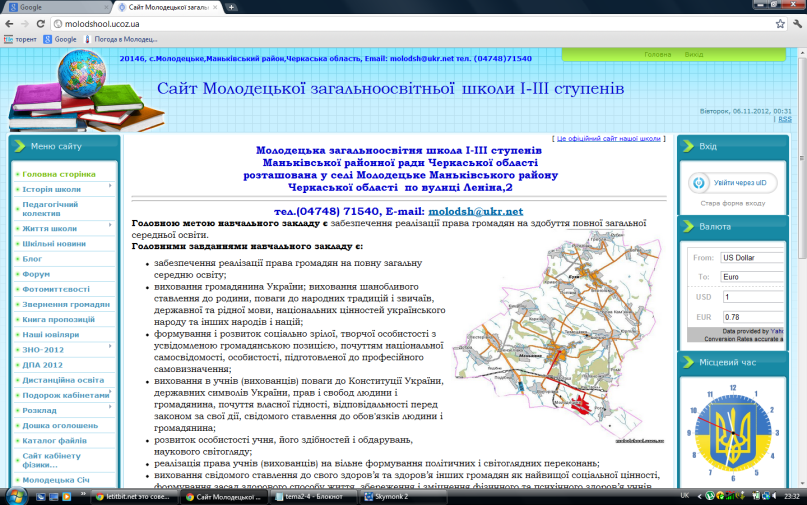 Google
Сайт Молодецької загальн
molodshool.ucoz.ua
торент Google Погода в Молодец...
20146, с.Молодецьке,Маньківський район,Черкаська область, Email: molodsh@ukr.net тел. (04748)71540
Головна Вихід
Сайт Молодецької загальноосвітньої школи І-ІІІ ступенів
Вівторок, 06.11.2012, 00:31
| RSS
Меню сайту
Головна сторінка
Історія школи
Педагогічний
колектив
Життя школи
Шкільні новини
Блог
Форум
Фотомиттєвості
Звернення громадян
Книга пропозицій
Наші ювіляри
ЗНО-2012
ДПА 2012
Дистанційна освіта
Подорож кабінетами
Розклад
Дошка оголошень
Каталог файлів
Сайт кабінету
фізики...
Молодецька Січ
[ Це офіційний сайт нашої школи ]
Молодецька загальноосвітня школа І-ІІІ ступенів
Маньківської районної ради Черкаської області
розташована у селі Молодецьке Маньківського району
Черкаської області по вулиці Леніна,2
тел.(04748) 71540, E-mail: molodsh@ukr.net
Головною метою навчального закладу є забезпечення реалізації права громадян на здобуття повної загальної
середньої освіти.
Головними завданнями навчального закладу є:
забезпечення реалізації права громадян на повну загальну
середню освіту;
виховання громадянина України; виховання шанобливого
ставлення до родини, поваги до народних традицій і звичаїв,
державної та рідної мови, національних цінностей українського
народу та інших народів і націй;
формування і розвиток соціально зрілої, творчої особистості з
усвідомленою громадянською позицією, почуттям національної
самосвідомості, особистості, підготовленої до професійного
самовизначення;
виховання в учнів (вихованців) поваги до Конституції України,
державних символів України, прав і свобод людини і
громадянина, почуття власної гідності, відповідальності перед
законом за свої дії, свідомого ставлення до обов'язків людини і
громадянина;
розвиток особистості учня, його здібностей і обдарувань,
наукового світогляду;
реалізація права учнів (вихованців) на вільне формування політичних і світоглядних переконань;
виховання свідомого ставлення до свого здоров'я та здоров'я інших громадян як найвищої соціальної цінності,
формування засад здорового способу життя, збереження і зміцнення фізичного та психічного здоров'я учнів
Вхід
Увійти через uID
Стара форма входу
Валюта
From: US Dollar
To: Euro
USD 1
EUR 0.78
Data provided by Yaho
Conversion Rates accurate a
Місцевий час
12
1
2
3
4
5
6
7
8
9
10
11
letitbit.net это сове...
Сайт Молодецької ...
tema2-4 - Блокнот
Skymonk 2
UK
23:32